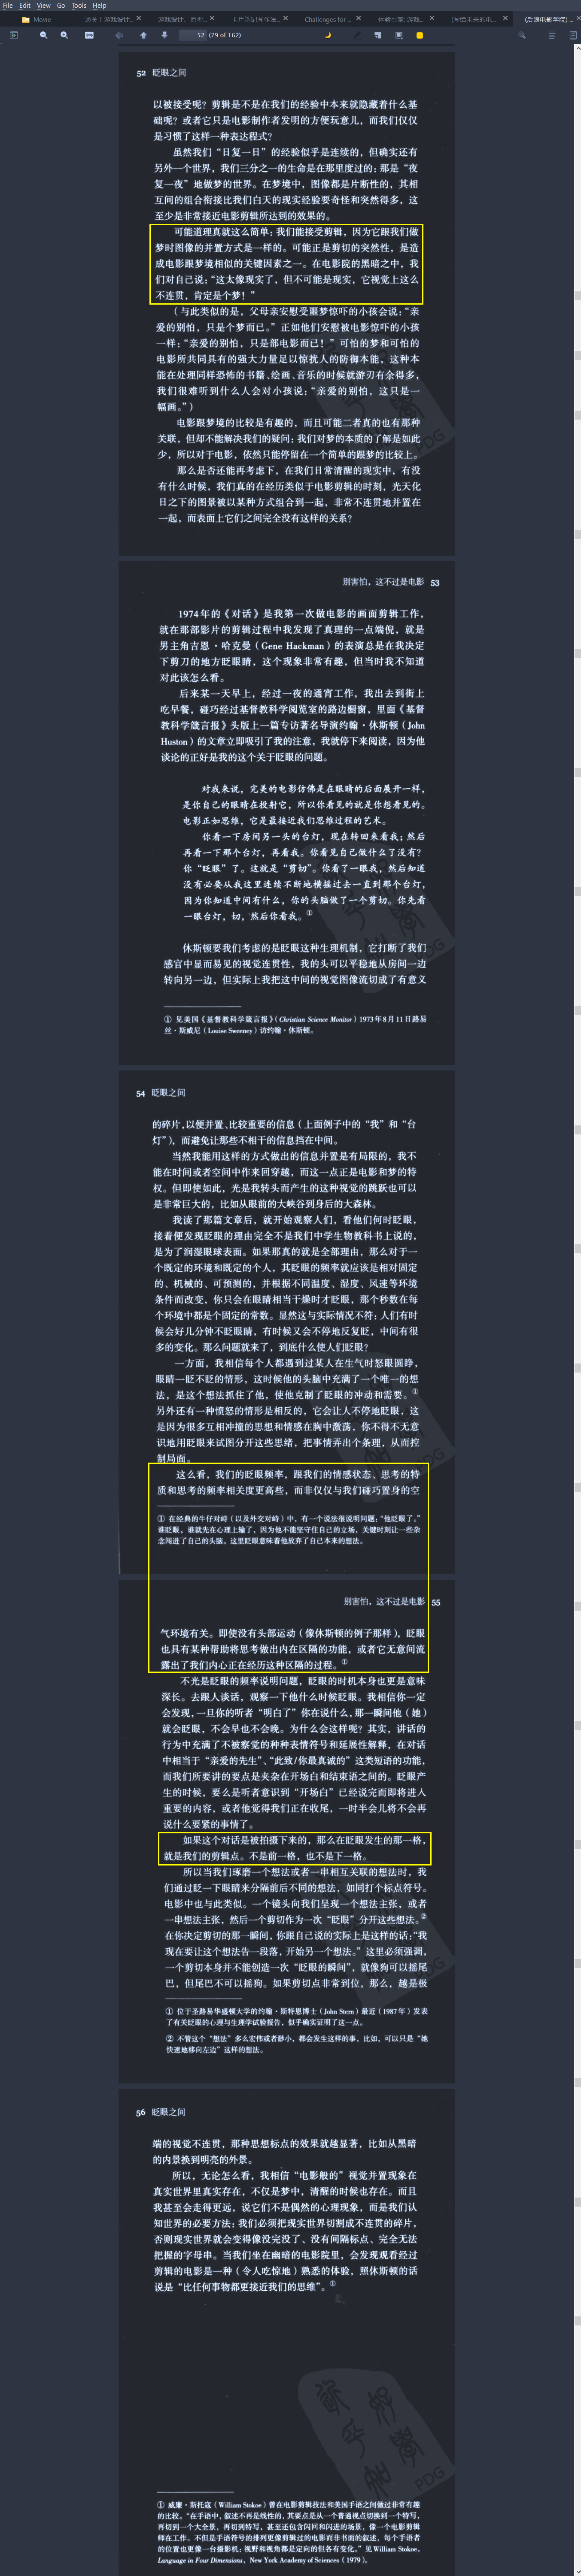 File Edit View Go Tools Help
Movie
通关！游戏设计...
游戏设计、原型...
卡片笔记写作法...
Challenges for ...
体验引擎: 游戏...
(写给未来的电...
(后浪电影学院) ...
52 (79 of 162)
52 眨眼之间
以被接受呢？剪辑是不是在我们的经验中本来就隐藏着什么基
础呢？或者它只是电影制作者发明的方便玩意儿，而我们仅仅
是习惯了这样一种表达程式？
虽然我们“日复一日”的经验似乎是连续的，但确实还有
另外一个世界，我们三分之一的生命是在那里度过的：那是“夜
复一夜”地做梦的世界。在梦境中，图像都是片断性的，其相
互间的组合衔接比我们白天的现实经验要奇怪和突然得多，这
至少是非常接近电影剪辑所达到的效果的。
可能道理真就这么简单：我们能接受剪辑，因为它跟我们做
梦时图像的并置方式是一样的。可能正是剪切的突然性，是造
成电影跟梦境相似的关键因素之一。在电影院的黑暗之中，我
们对自己说：“这太像现实了，但不可能是现实，它视觉上这么
不连贯，肯定是个梦！”
（与此类似的是，父母亲安慰受噩梦惊吓的小孩会说：“亲
爱的别怕，只是个梦而已。”正如他们安慰被电影惊吓的小孩
一样：“亲爱的别怕，只是部电影而已！”可怕的梦和可怕的
电影所共同具有的强大力量足以惊扰人的防御本能，这种本
能在处理同样恐怖的书籍、绘画、音乐的时候就游刃有余得多，
我们很难听到什么人会对小孩说：“亲爱的别怕，这只是一
幅画。”）
电影跟梦境的比较是有趣的，而且可能二者真的也有那种
关联，但却不能解决我们的疑问：我们对梦的本质的了解是如此
少，所以对于电影，依然只能停留在一个简单的跟梦的比较上。
那么是否还能再考虑下，在我们日常清醒的现实中，有没
有什么时候，我们真的在经历类似于电影剪辑的时刻，光天化
日之下的图景被以某种方式组合到一起，非常不连贯地并置在
一起，而表面上它们之间完全没有这样的关系？
别害怕，这不过是电影 53
1974年的《对话》是我第一次做电影的画面剪辑工作，
就在那部影片的剪辑过程中我发现了真理的一点端倪，就是
男主角吉恩·哈克曼（Gene Hackman）的表演总是在我决定
下剪刀的地方眨眼睛，这个现象非常有趣，但当时我不知道
对此该怎么看。
后来某一天早上，经过一夜的通宵工作，我出去到街上
吃早餐，碰巧经过基督教科学阅览室的路边橱窗，里面《基督
教科学箴言报》头版上一篇专访著名导演约翰·休斯顿（John
Huston）的文章立即吸引了我的注意，我就停下来阅读，因为他
谈论的正好是我的这个关于眨眼的问题。
对我来说，完美的电影仿佛是在眼睛的后面展开一样，
是你自己的眼睛在投射它，所以你看见的就是你想看见的。
电影正如思维，它是最接近我们思维过程的艺术。
你看一下房间另一头的台灯，现在转回来看我；然后
再看一下那个台灯，再看我。你看见自己做什么了没有？
你“眨眼”了。这就是“剪切”。你看了一眼我，然后知道
没有必要从我这里连续不断地横摇过去一直到那个台灯，
因为你知道中间有什么，你的头脑做了一个剪切。你先看
一眼台灯，切，然后你看我。①
休斯顿要我们考虑的是眨眼这种生理机制，它打断了我们
感官中显而易见的视觉连贯性，我的头可以平稳地从房间一边
转向另一边，但实际上我把这中间的视觉图像流切成了有意义
① 见美国《基督教科学箴言报》（Christian Science Monitor）1973年8月11日路易
丝·斯威尼（Louise Sweeney）访约翰·休斯顿。
54 眨眼之间
的碎片，以便并置、比较重要的信息（上面例子中的“我”和“台
灯”），而避免让那些不相干的信息挡在中间。
当然我能用这样的方式做出的信息并置是有局限的，我不
能在时间或者空间中作来回穿越，而这一点正是电影和梦的特
权。但即使如此，光是我转头而产生的这种视觉的跳跃也可以
是非常巨大的，比如从眼前的大峡谷到身后的大森林。
我读了那篇文章后，就开始观察人们，看他们何时眨眼，
接着便发现眨眼的理由完全不是我们中学生物教科书上说的，
是为了润湿眼球表面。如果那真的就是全部理由，那么对于一
个既定的环境和既定的个人，其眨眼的频率就应该是相对固定
的、机械的、可预测的，并根据不同温度、湿度、风速等环境
条件而改变，你只会在眼睛相当干燥时才眨眼，那个秒数在每
个环境中都是个固定的常数。显然这与实际情况不符：人们有时
候会好几分钟不眨眼睛，有时候又会不停地反复眨，中间有很
多的变化。那么问题就来了，到底什么使人们眨眼？
一方面，我相信每个人都遇到过某人在生气时怒眼圆睁，
眼睛一眨不眨的情形，这时候他的头脑中充满了一个唯一的想
法，是这个想法抓住了他，使他克制了眨眼的冲动和需要。①
另外还有一种愤怒的情形是相反的，它会让人不停地眨眼，这
是因为很多互相冲撞的思想和情感在胸中激荡，你不得不无意
识地用眨眼来试图分开这些思绪，把事情弄出个条理，从而控
制局面。
这么看，我们的眨眼频率，跟我们的情感状态、思考的特
质和思考的频率相关度更高些，而非仅仅与我们碰巧置身的空
① 在经典的牛仔对峙（以及外交对峙）中，有一个说法很说明问题：“他眨眼了。”
谁眨眼，谁就先在心理上输了，因为他不能坚守住自己的立场，关键时刻让一些杂
念闯进了自己的头脑。这里眨眼意味着他放弃了自己本来的想法。
别害怕，这不过是电影 55
气环境有关。即使没有头部运动（像休斯顿的例子那样），眨眼
也具有某种帮助将思考做出内在区隔的功能，或者它无意间流
露出了我们内心正在经历这种区隔的过程。①
不光是眨眼的频率说明问题，眨眼的时机本身也更是意味
深长。去跟人谈话，观察一下他什么时候眨眼。我相信你一定
会发现，一旦你的听者“明白了”你在说什么，那一瞬间他（她）
就会眨眼，不会早也不会晚。为什么会这样呢？其实，讲话的
行为中充满了不被察觉的种种表情符号和延展性解释，在对话
中相当于“亲爱的先生”、“此致/你最真诚的”这类短语的功能，
而我们所要讲的要点是夹杂在开场白和结束语之间的。眨眼产
生的时候，要么是听者意识到“开场白”已经说完而即将进入
重要的内容，或者他觉得我们正在收尾，一时半会儿将不会再
说什么要紧的事情了。
如果这个对话是被拍摄下来的，那么在眨眼发生的那一格，
就是我们的剪辑点。不是前一格，也不是下一格。
所以当我们琢磨一个想法或者一串相互关联的想法时，我
们通过眨一下眼睛来分隔前后不同的想法，如同打个标点符号。
电影中也与此类似。一个镜头向我们呈现一个想法主张，或者
一串想法主张，然后一个剪切作为一次“眨眼”分开这些想法。②
在你决定剪切的那一瞬间，你跟自己说的实际上是这样的话：“我
现在要让这个想法告一段落，开始另一个想法。”这里必须强调，
一个剪切本身并不能创造一次“眨眼的瞬间”，就像狗可以摇尾
巴，但尾巴不可以摇狗。如果剪切点非常到位，那么，越是极
① 位于圣路易华盛顿大学的约翰·斯特恩博士（John Stern）最近（1987年）发表
了有关眨眼的心理与生理学试验报告，似乎确实证明了这一点。
② 不管这个“想法”多么宏伟或者渺小，都会发生这样的事，比如，可以只是“她
快速地移向左边”这样的想法。
56 眨眼之间
端的视觉不连贯，那种思想标点的效果就越显著，比如从黑暗
的内景换到明亮的外景。
所以，无论怎么看，我相信“电影般的”视觉并置现象在
真实世界里真实存在，不仅是梦中，清醒的时候也存在。而且
我甚至会走得更远，说它们不是偶然的心理现象，而是我们认
知世界的必要方法：我们必须把现实世界切割成不连贯的碎片，
否则现实世界就会变得像没完没了、没有间隔标点、完全无法
把握的字母串。当我们坐在幽暗的电影院里，会发现观看经过
剪辑的电影是一种（令人吃惊地）熟悉的体验，照休斯顿的话
说是“比任何事物都更接近我们的思维”。①
① 威廉·斯托寇（William Stokoe）曾在电影剪辑技法和美国手语之间做过非常有趣
的比较。“在手语中，叙述不再是线性的，其要点是从一个普通视点切换到一个特写，
再切到一个大全景，再切到特写，甚至还包含闪回和闪进的场景，像一个电影剪辑
师在工作。不但是手语符号的排列更像剪辑过的电影而非书面的叙述，每个手语者
的位置也更像一台摄影机：视野和视角都是定向的但各有变化。”见William Stokoe,
Language in Four Dimensions，New York Academy of Sciences（1979）。
PDG